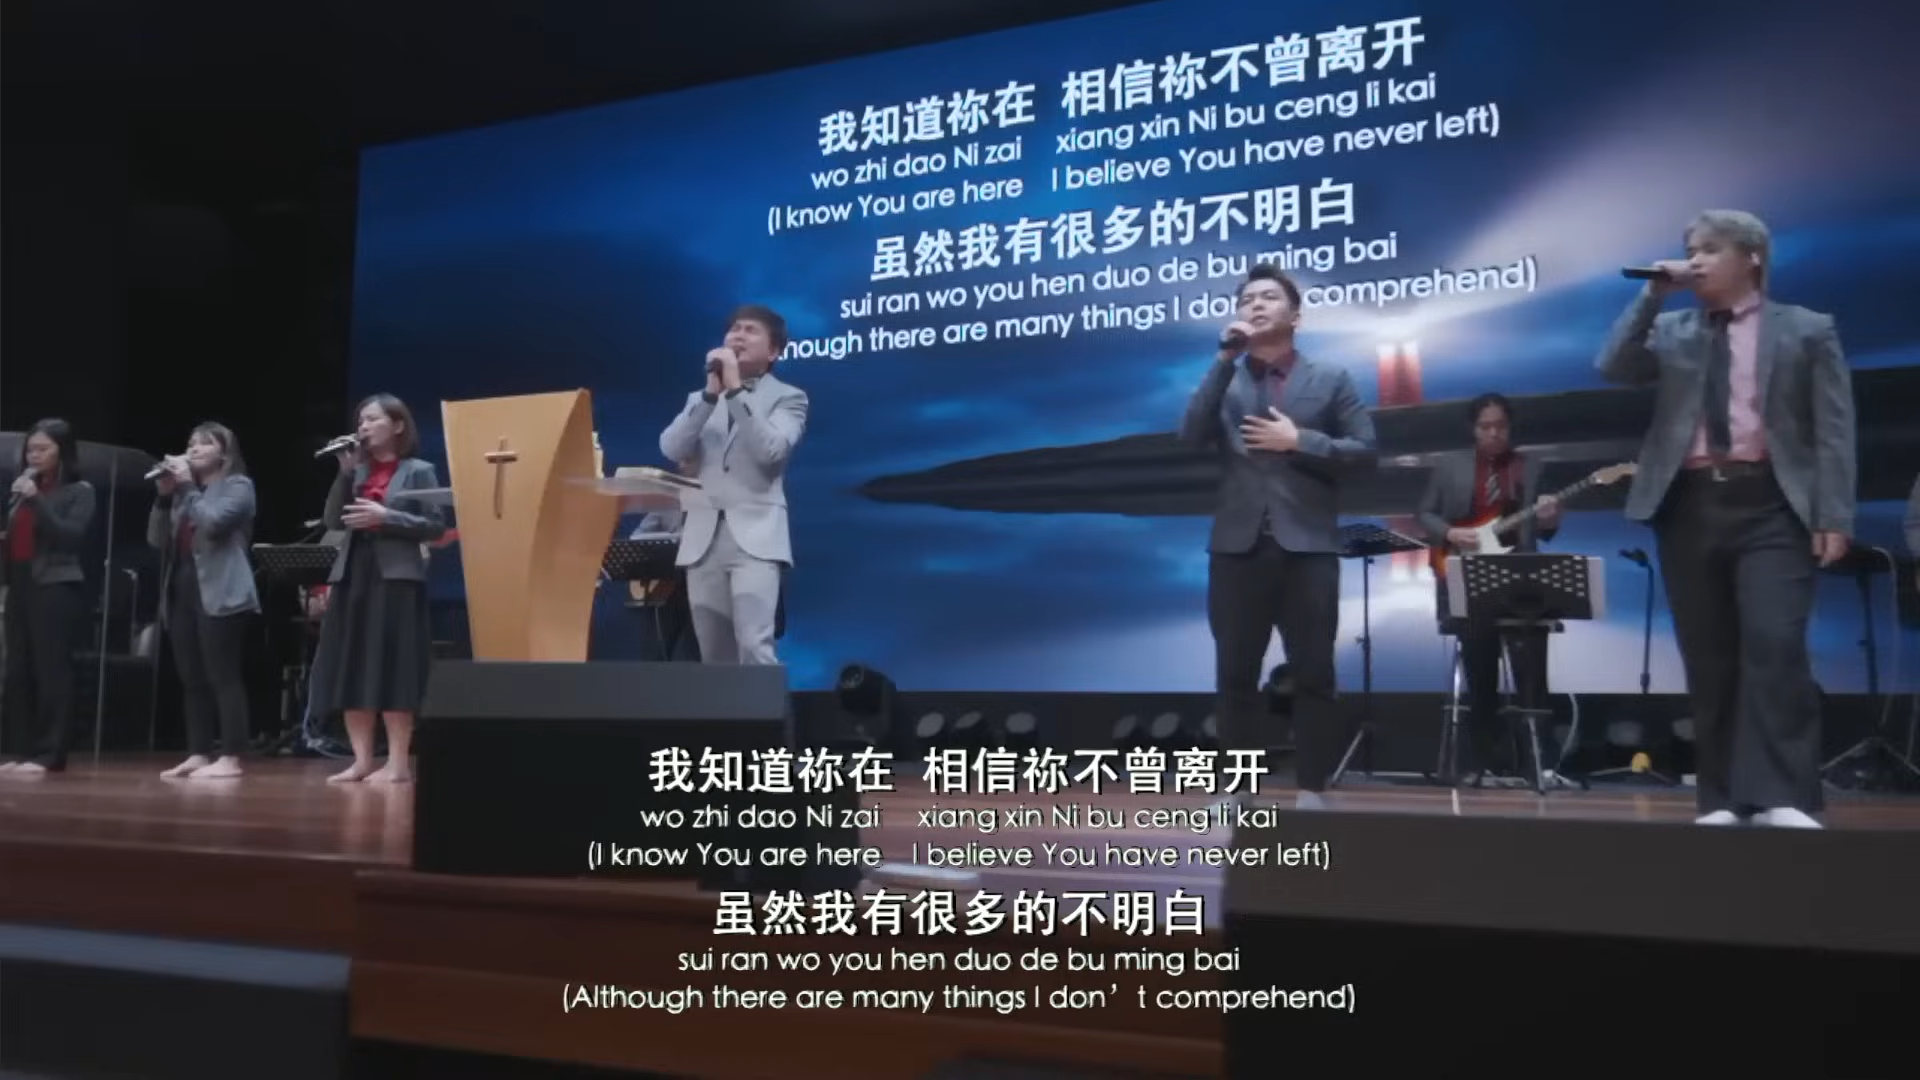 我知道祢在 相信祢不曾离开
wo zhi dao Ni zai xiang xin Ni bu ceng li kai
(I know You are here I believe You have never left)
虽然我有很多的不明白
sui ran wo you hen duo de bu ming bai
though there are many things I comprehend)
我知道祢在 相信祢不曾离开
wo zhi dao Ni zai xiang xin Ni bu ceng li kai
(I know You are here I believe You have never left)
虽然我有很多的不明白
sui ran wo you hen duo de bu ming bai
(Although there are many things I don’t comprehend)